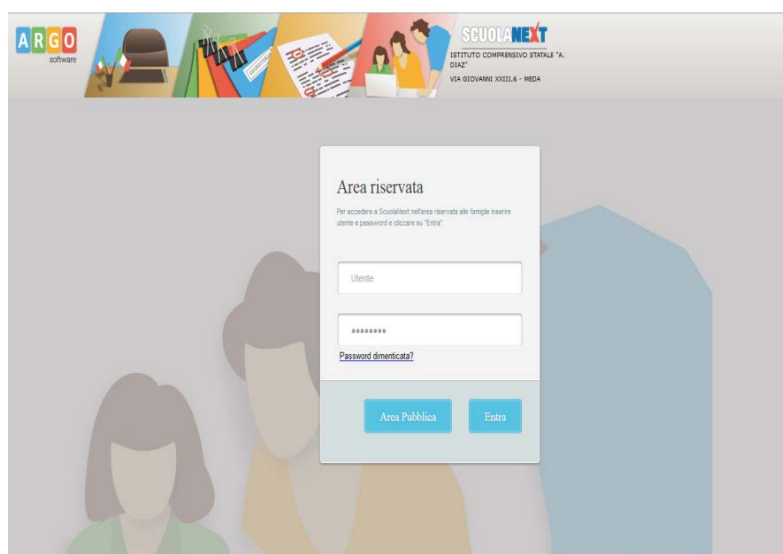 ARGO
software
SCUOLANEXT
ISTITUTO COMPRENSIVO STATALE "A.
DIAZ"
VIA GIOVANNI XXIII,6 - MEDA
Area riservata
Per accedere a ScuolaNext nell'area riservata alle famiglie inserire
utente e password e cliccare su "Entra".
Utente
Password dimenticata?
Area Pubblica
Entra